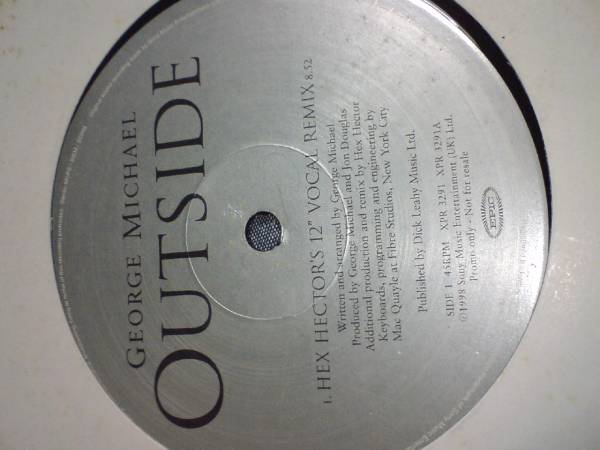 GEORGE MICHAEL
OUTSIDE
1. HEX HECTOR'S 12" VOCAL REMIX 8.52
Written and arranged by George Michael
Produced by George Michael and Jon Douglas
Additional production and remix by Hex Hector
Keyboards, programming and engineering by
Mac Quayle at Fibre Studios, New York City
Published by Dick Leahy Music Ltd.
SIDE 1 45RPM XPR 3291 XPR 3291A
©1998 Sony Music Entertainment (UK) Ltd.
Promo only - Not for resale
EPIC